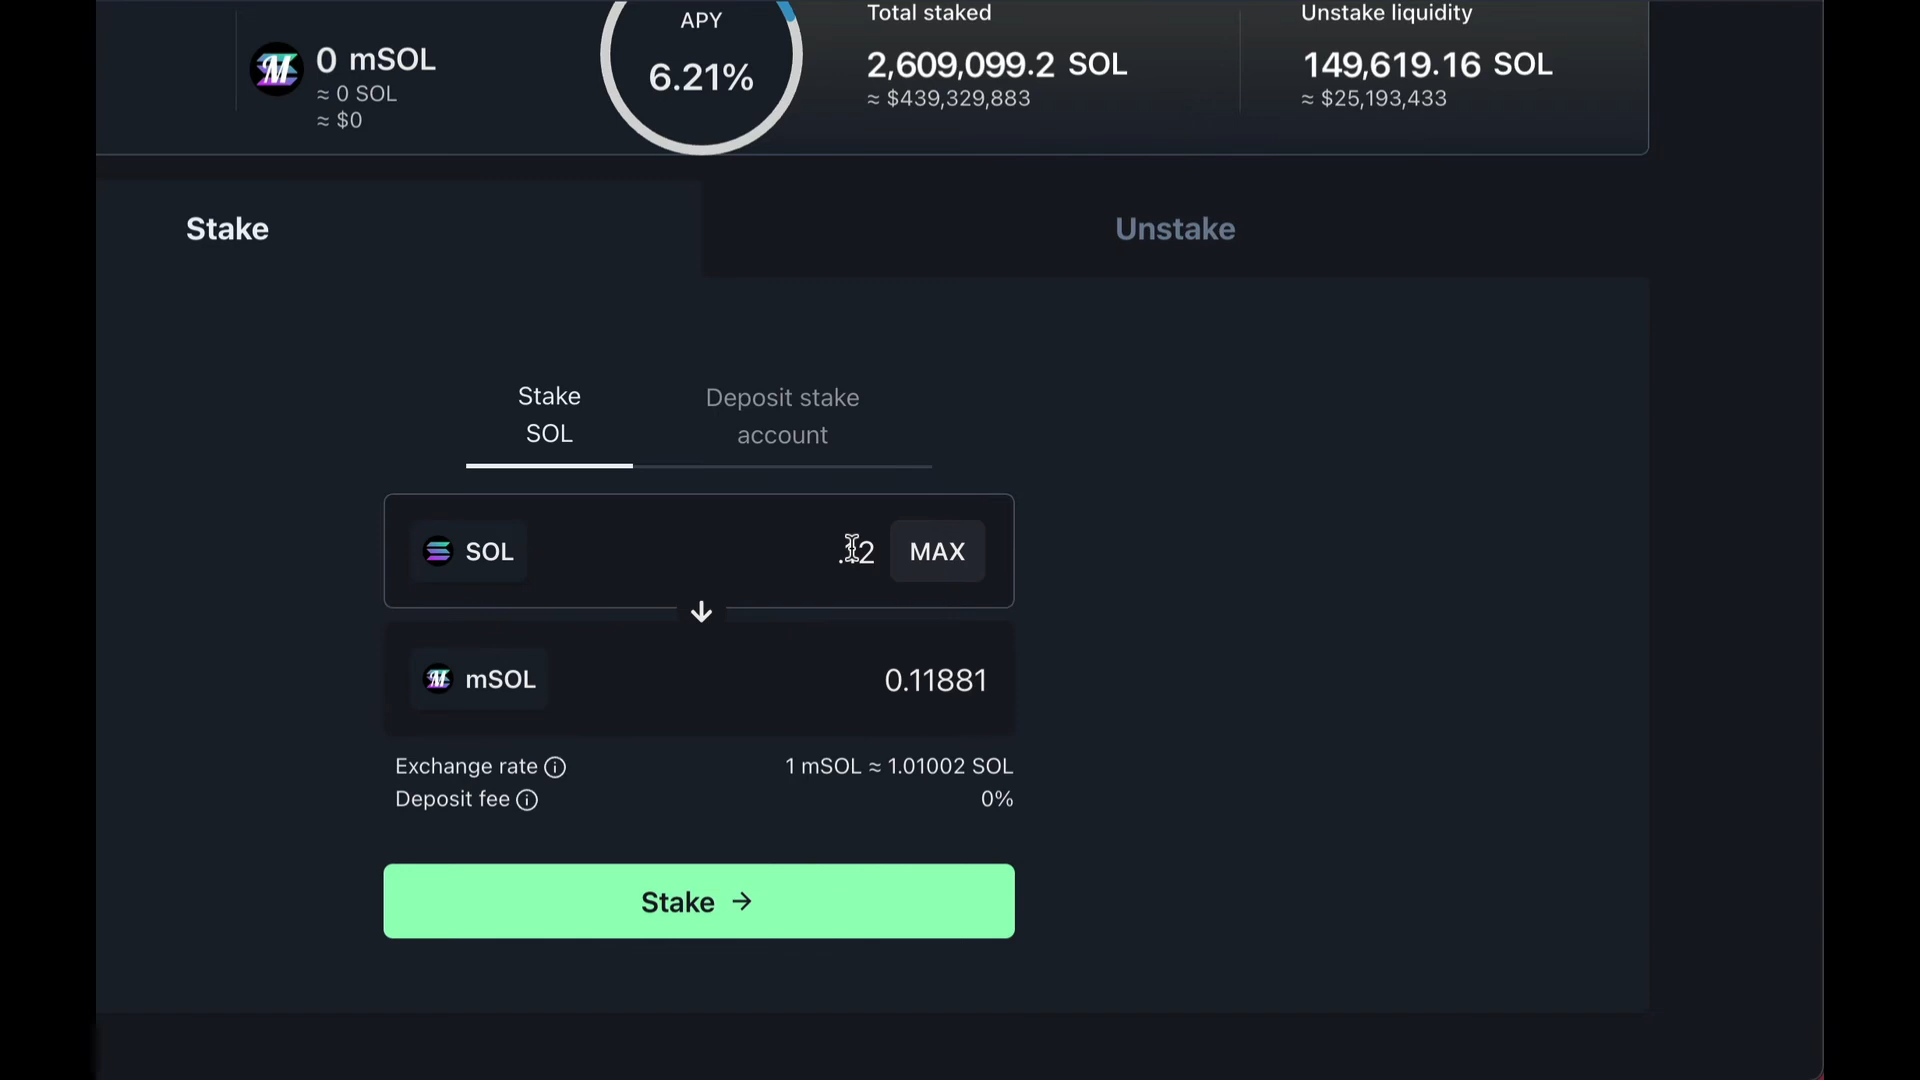 APY
6.21%
Total staked
2,609,099.2 SOL
≈ $439,329,883
Unstake liquidity
149,619.16 SOL
≈ $25,193,433
0 mSOL
≈ 0 SOL
≈ $0
Stake
Unstake
Stake
SOL
Deposit stake
account
SOL
.12
MAX
mSOL
0.11881
Exchange rate
1 mSOL ≈ 1.01002 SOL
Deposit fee
0%
Stake →